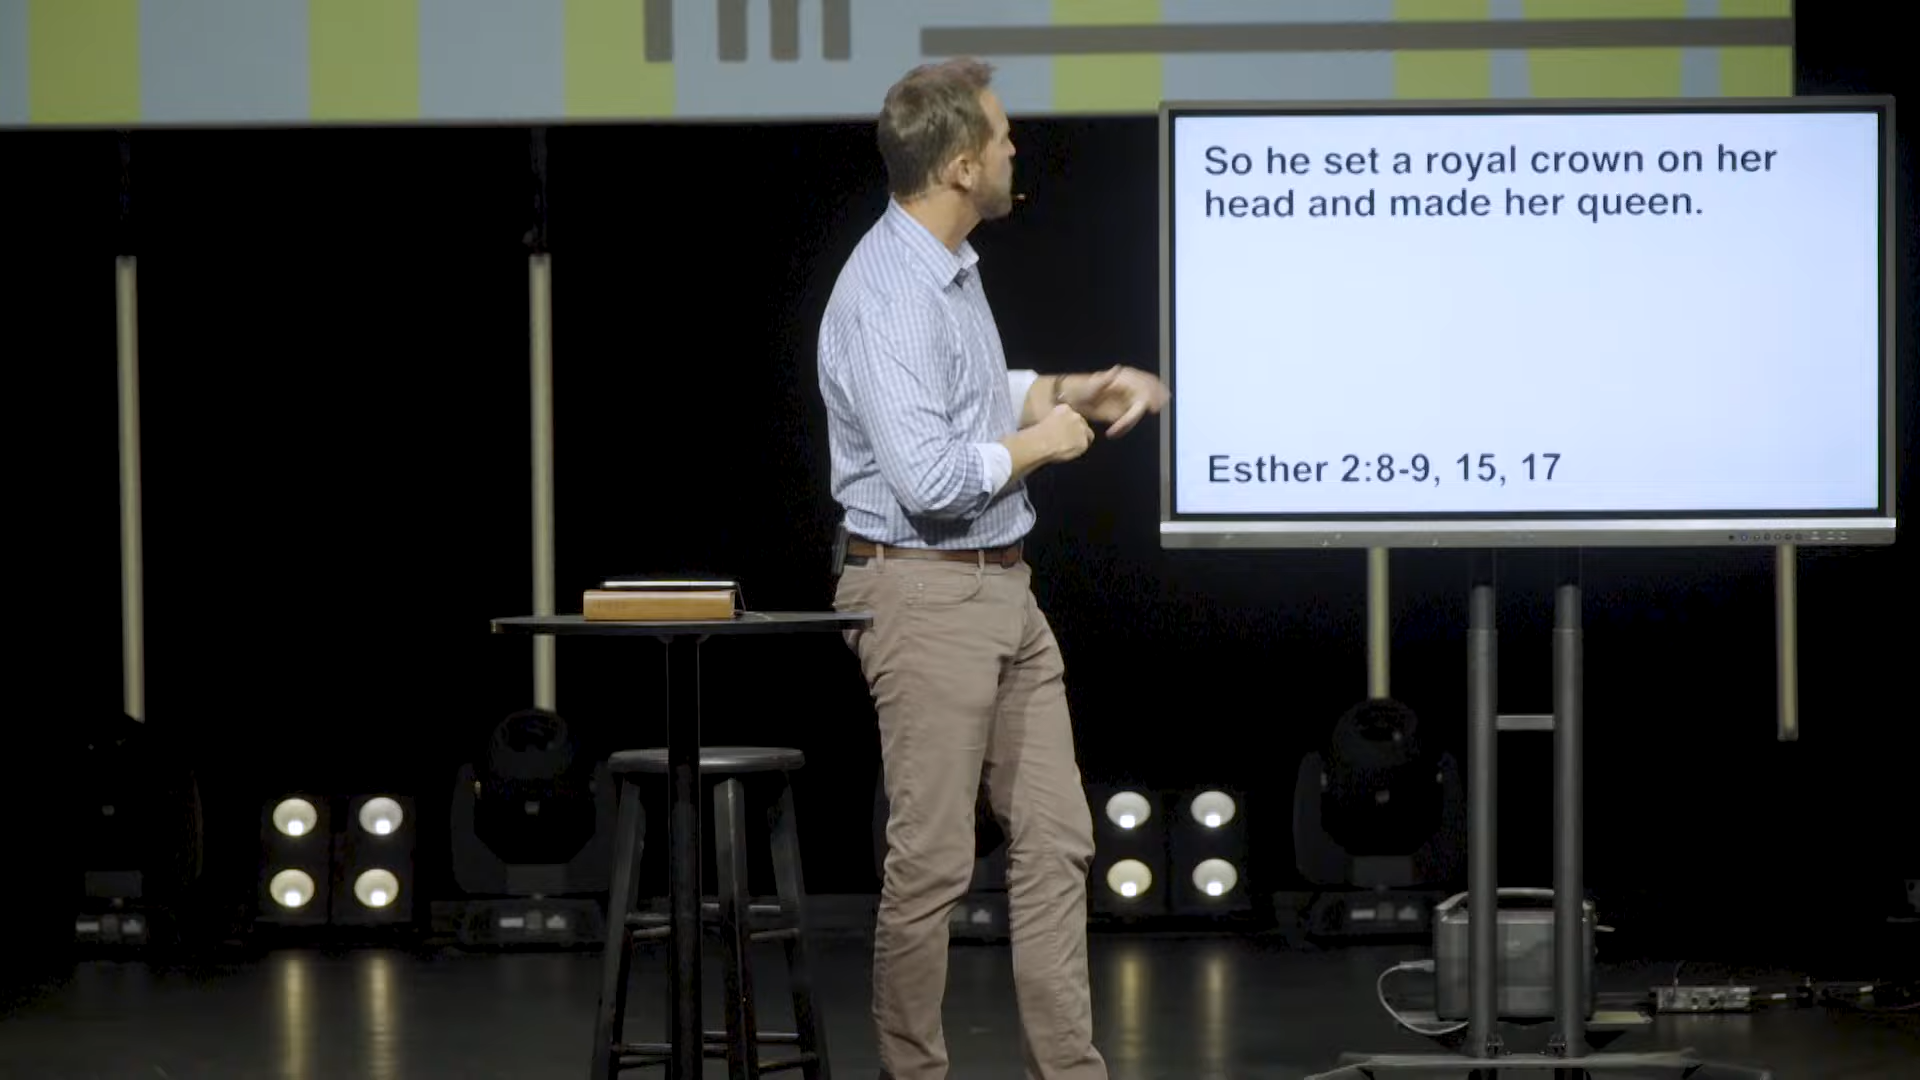 So he set a royal crown on her
head and made her queen.
Esther 2:8-9, 15, 17